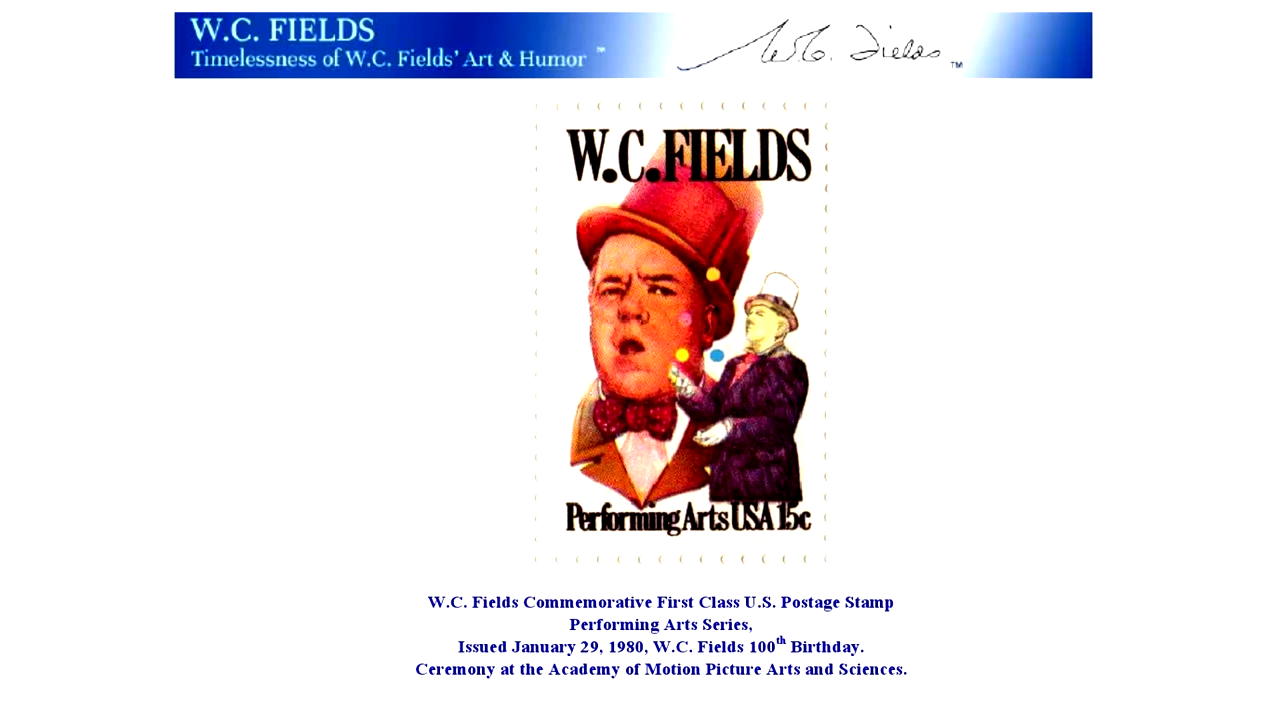 W.C. FIELDS
Timelessness of W.C. Fields' Art & Humor ™
W.C. Fields ™
W.C. FIELDS
Performing Arts USA 15c
W.C. Fields Commemorative First Class U.S. Postage Stamp
Performing Arts Series,
Issued January 29, 1980, W.C. Fields 100th Birthday.
Ceremony at the Academy of Motion Picture Arts and Sciences.